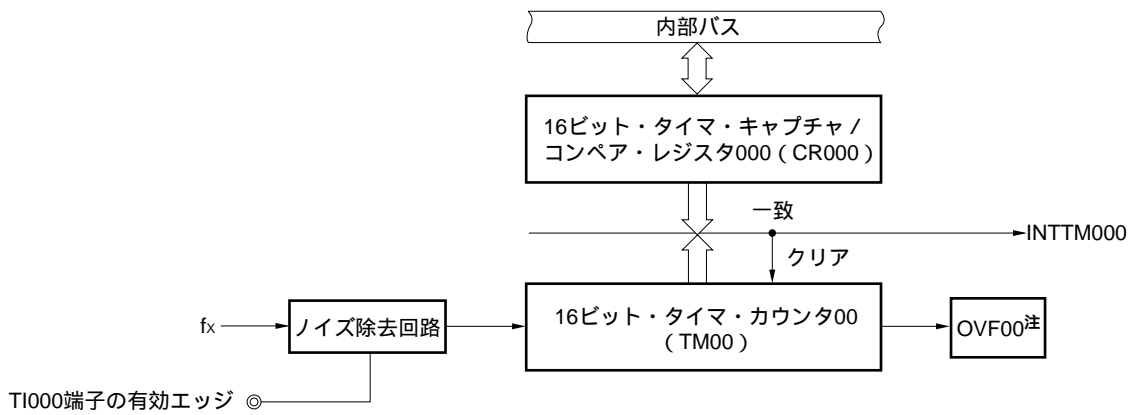 内部バス
16ビット・タイマ・キャプチャ／
コンペア・レジスタ000（CR000）
一致
INTTM000
クリア
fx
ノイズ除去回路
16ビット・タイマ・カウンタ00
（TM00）
OVF00注
TI000端子の有効エッジ